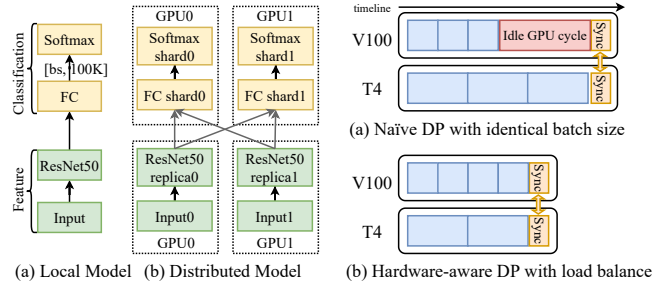 Classification
Feature
Softmax
[bs, 100K]
FC
ResNet50
Input
(a) Local Model
GPU0
GPU1
Softmax
shard0
Softmax
shard1
FC shard0
FC shard1
ResNet50
replica0
ResNet50
replica1
Input0
Input1
GPU0
GPU1
(b) Distributed Model
timeline
V100
Idle GPU cycle
Sync
T4
Sync
(a) Naïve DP with identical batch size
V100
Sync
T4
Sync
(b) Hardware-aware DP with load balance